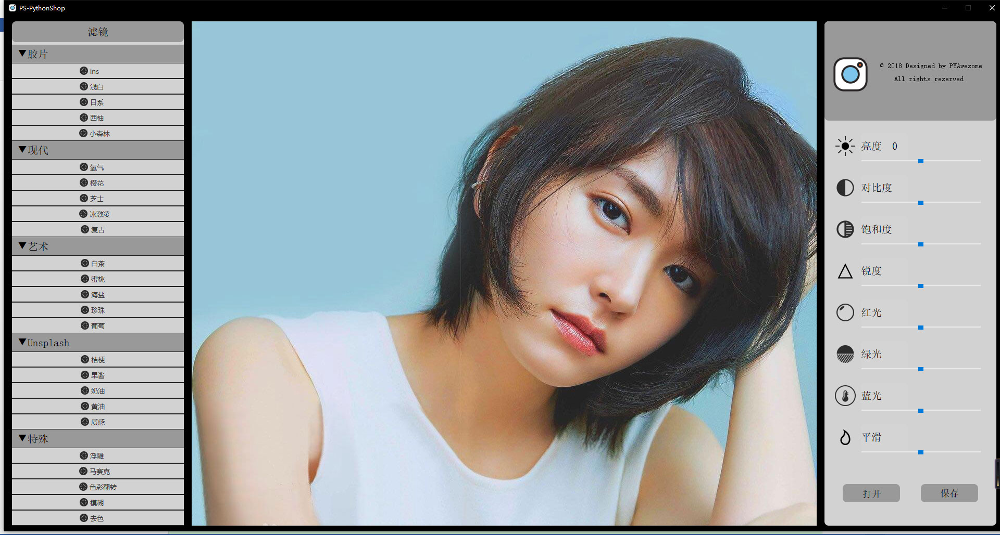 PS-PythonShop
滤镜
▼胶片
ins
浅白
日系
西柚
小森林
▼现代
氧气
樱花
芝士
冰激凌
复古
▼艺术
白茶
蜜桃
海盐
珍珠
葡萄
▼Unsplash
桔梗
果酱
奶油
黄油
质感
▼特殊
浮雕
马赛克
色彩翻转
模糊
去色
© 2018 Designed by PYAwesome
All rights reserved
亮度 0
对比度
饱和度
锐度
红光
绿光
蓝光
平滑
打开 保存